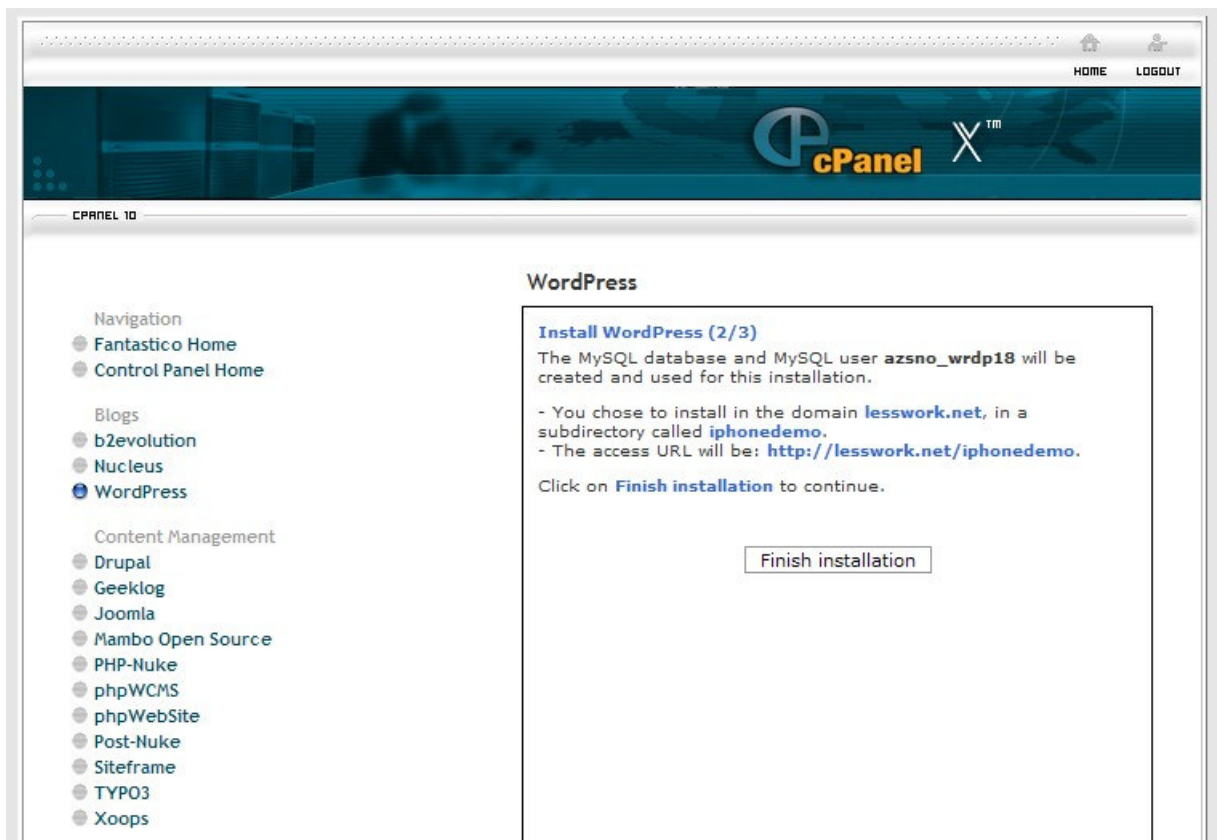 HOME LOGOUT
cPanel X™
CPANEL 10
WordPress
Navigation
Fantastico Home
Control Panel Home
Blogs
b2evolution
Nucleus
WordPress
Content Management
Drupal
Geeklog
Joomla
Mambo Open Source
PHP-Nuke
phpWCMS
phpWebSite
Post-Nuke
Siteframe
TYPO3
Xoops
Install WordPress (2/3)
The MySQL database and MySQL user azsno_wrdp18 will be
created and used for this installation.
- You chose to install in the domain lesswork.net, in a
subdirectory called iphonedemo.
- The access URL will be: http://lesswork.net/iphonedemo.
Click on Finish installation to continue.
Finish installation